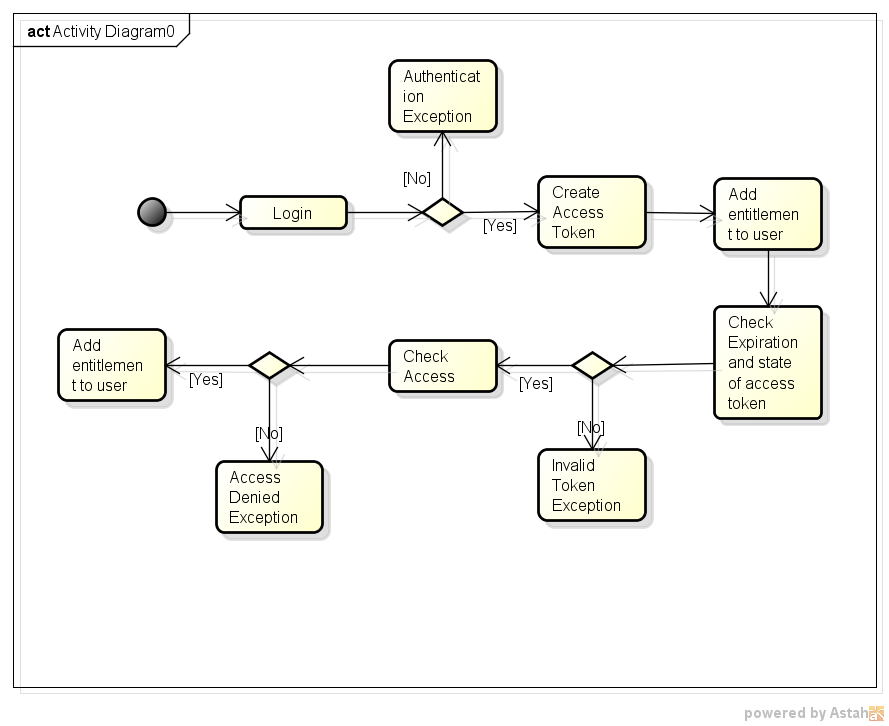 act Activity Diagram0
Authenticat
ion
Exception
[No]
Login
[Yes]
Create
Access
Token
Add
entitlemen
t to user
Check
Expiration
and state
of access
token
[No]
Invalid
Token
Exception
[Yes]
Check
Access
[No]
Access
Denied
Exception
[Yes]
Add
entitlemen
t to user
powered by Astah